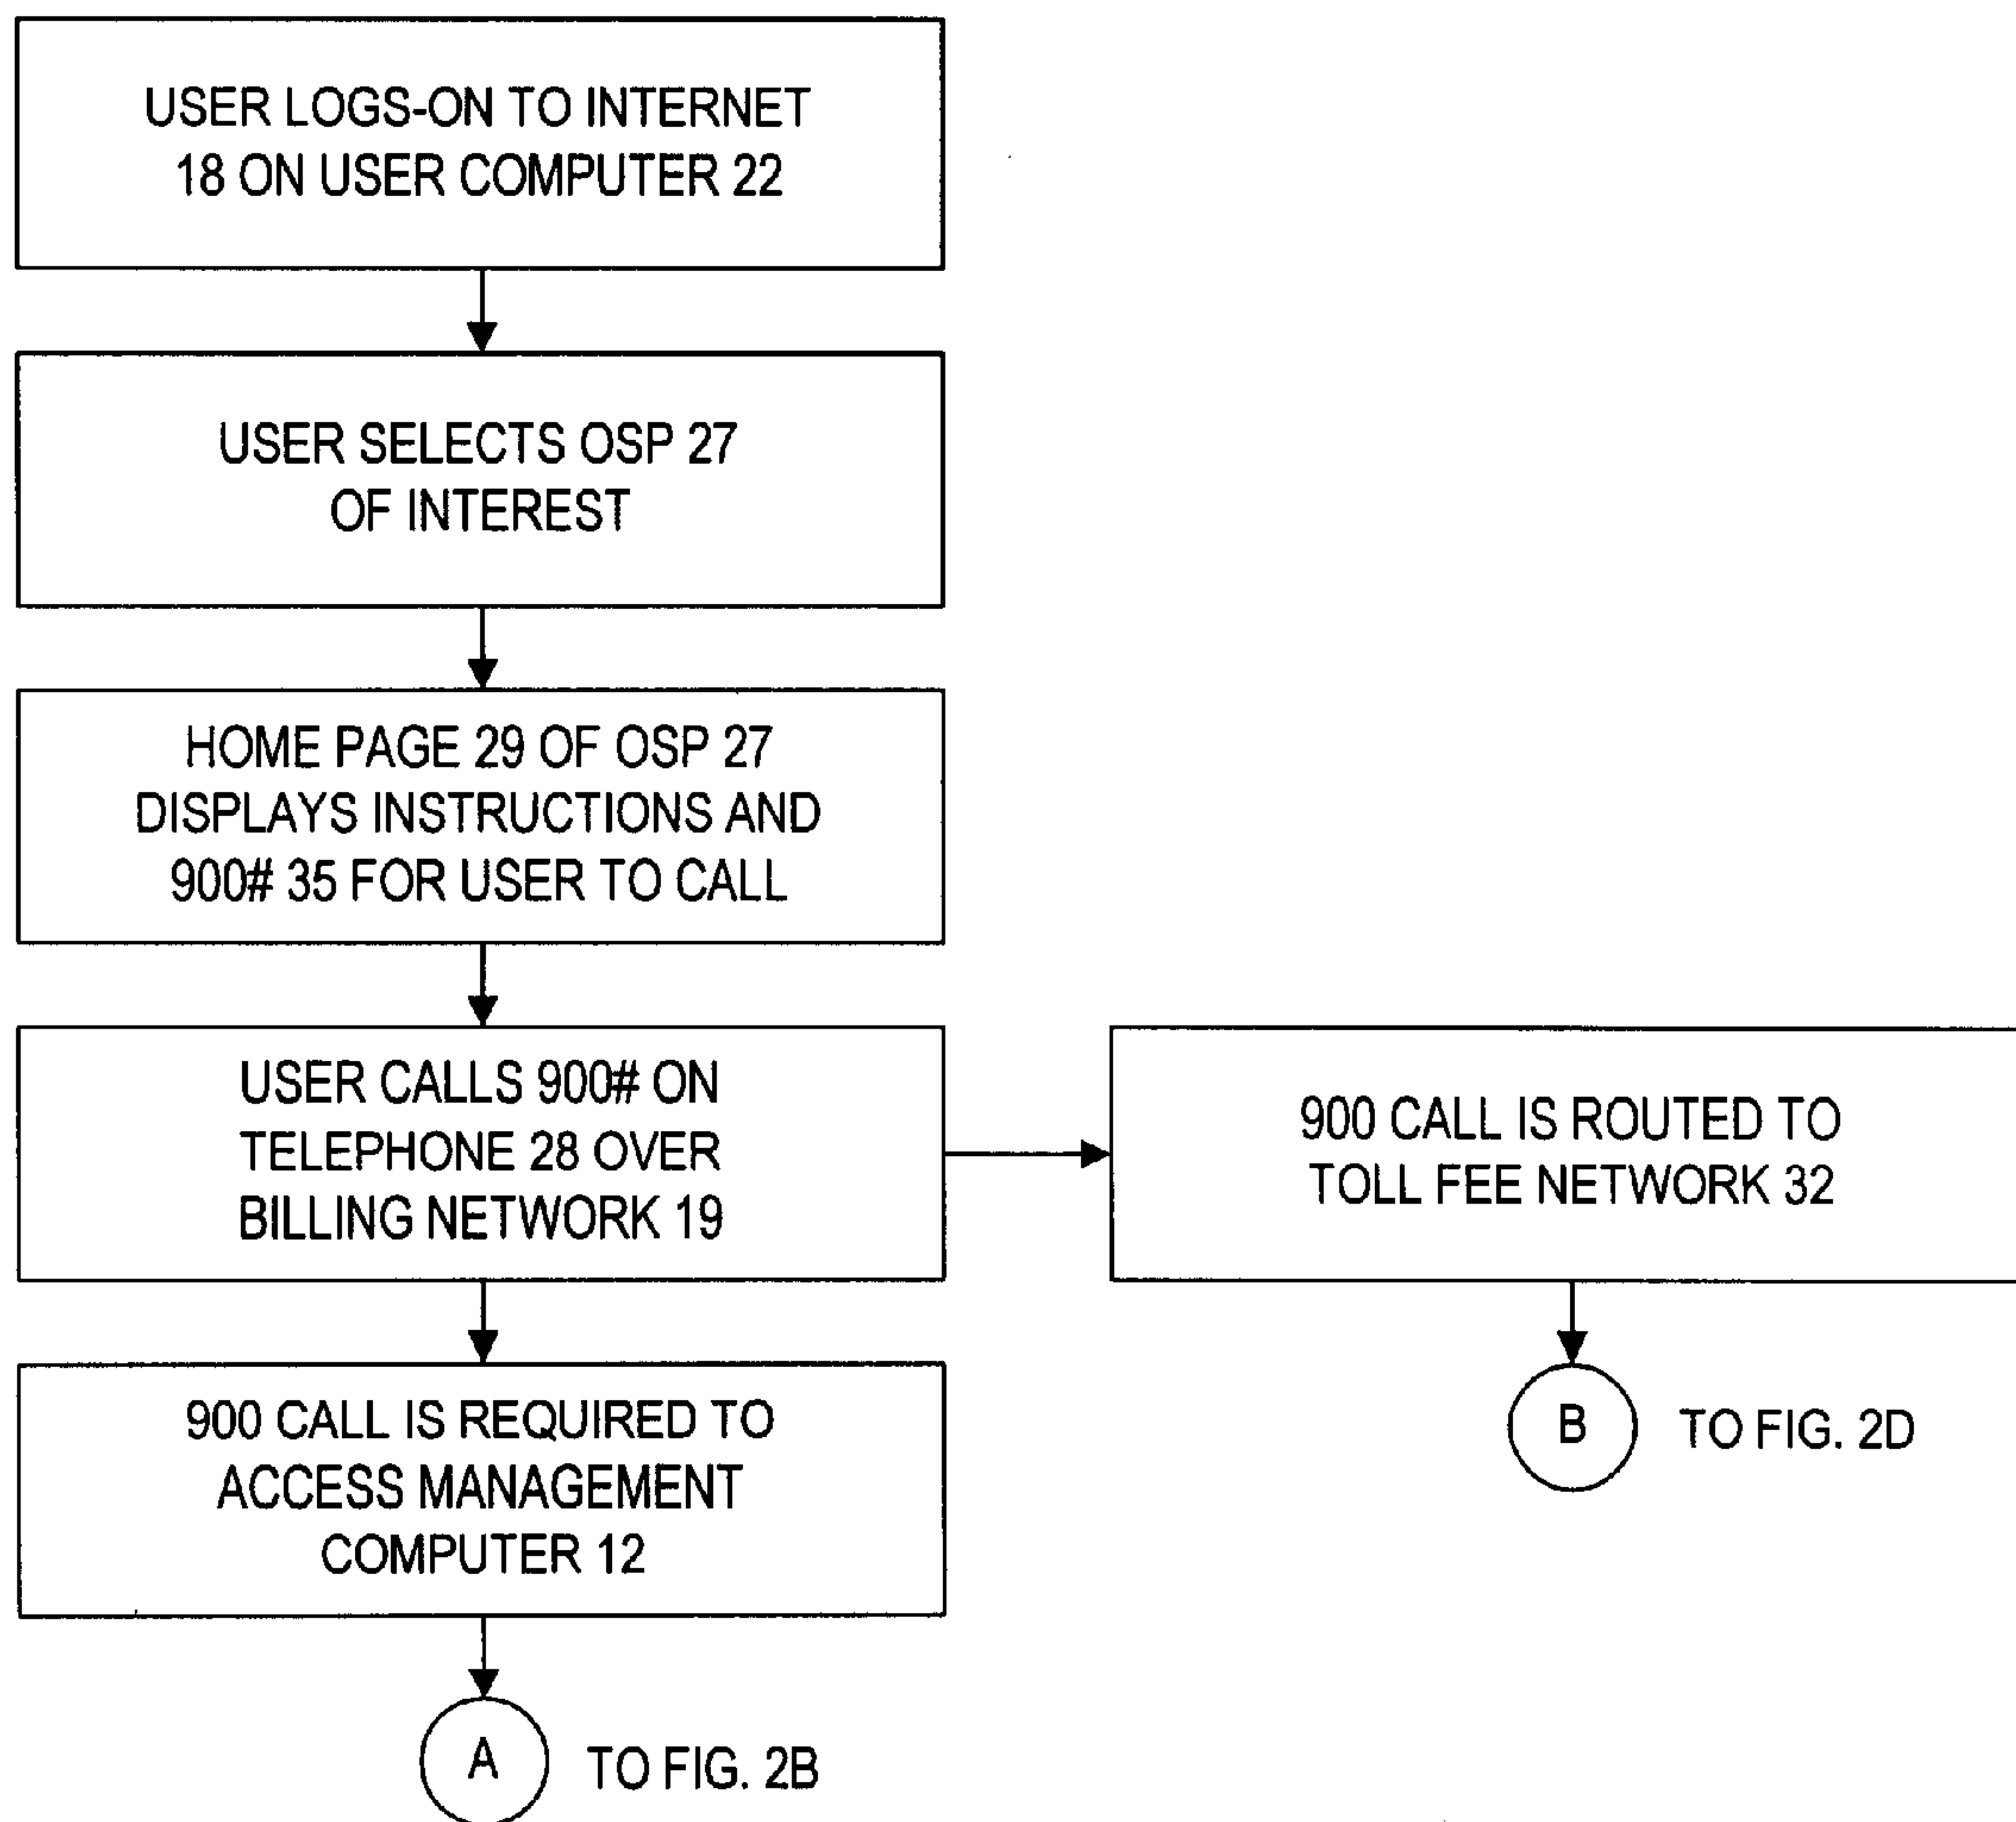 USER LOGS-ON TO INTERNET
18 ON USER COMPUTER 22
USER SELECTS OSP 27
OF INTEREST
HOME PAGE 29 OF OSP 27
DISPLAYS INSTRUCTIONS AND
900# 35 FOR USER TO CALL
USER CALLS 900# ON
TELEPHONE 28 OVER
BILLING NETWORK 19
900 CALL IS ROUTED TO
TOLL FEE NETWORK 32
900 CALL IS REQUIRED TO
ACCESS MANAGEMENT
COMPUTER 12
B
TO FIG. 2D
A
TO FIG. 2B